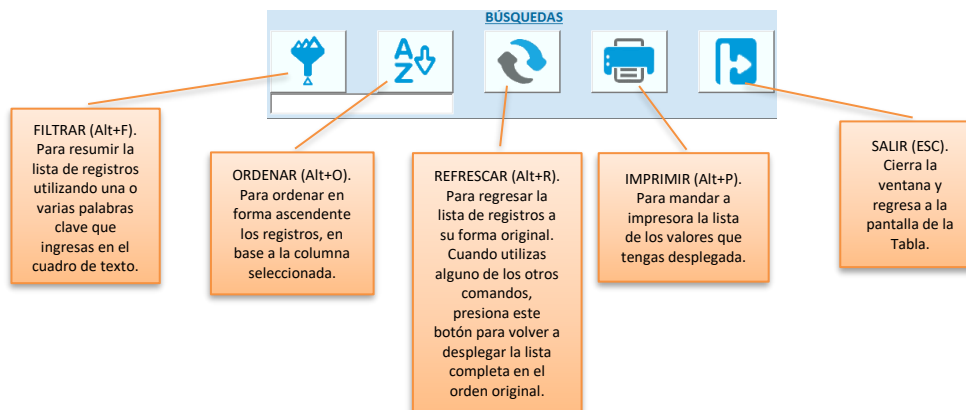 BÚSQUEDAS
A
Z
FILTRAR (Alt+F).
Para resumir la
lista de registros
utilizando una o
varias palabras
clave que
ingresas en el
cuadro de texto.
ORDENAR (Alt+O).
Para ordenar en
forma ascendente
los registros, en
base a la columna
seleccionada.
REFRESCAR (Alt+R).
Para regresar la
lista de registros a
su forma original.
Cuando utilizas
alguno de los otros
comandos,
presiona este
botón para volver a
desplegar la lista
completa en el
orden original.
IMPRIMIR (Alt+P).
Para mandar a
impresora la lista
de los valores que
tengas desplegada.
SALIR (ESC).
Cierra la
ventana y
regresa a la
pantalla de la
Tabla.